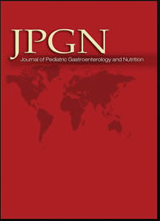 JPGN
Journal of Pediatric Gastroenterology and Nutrition